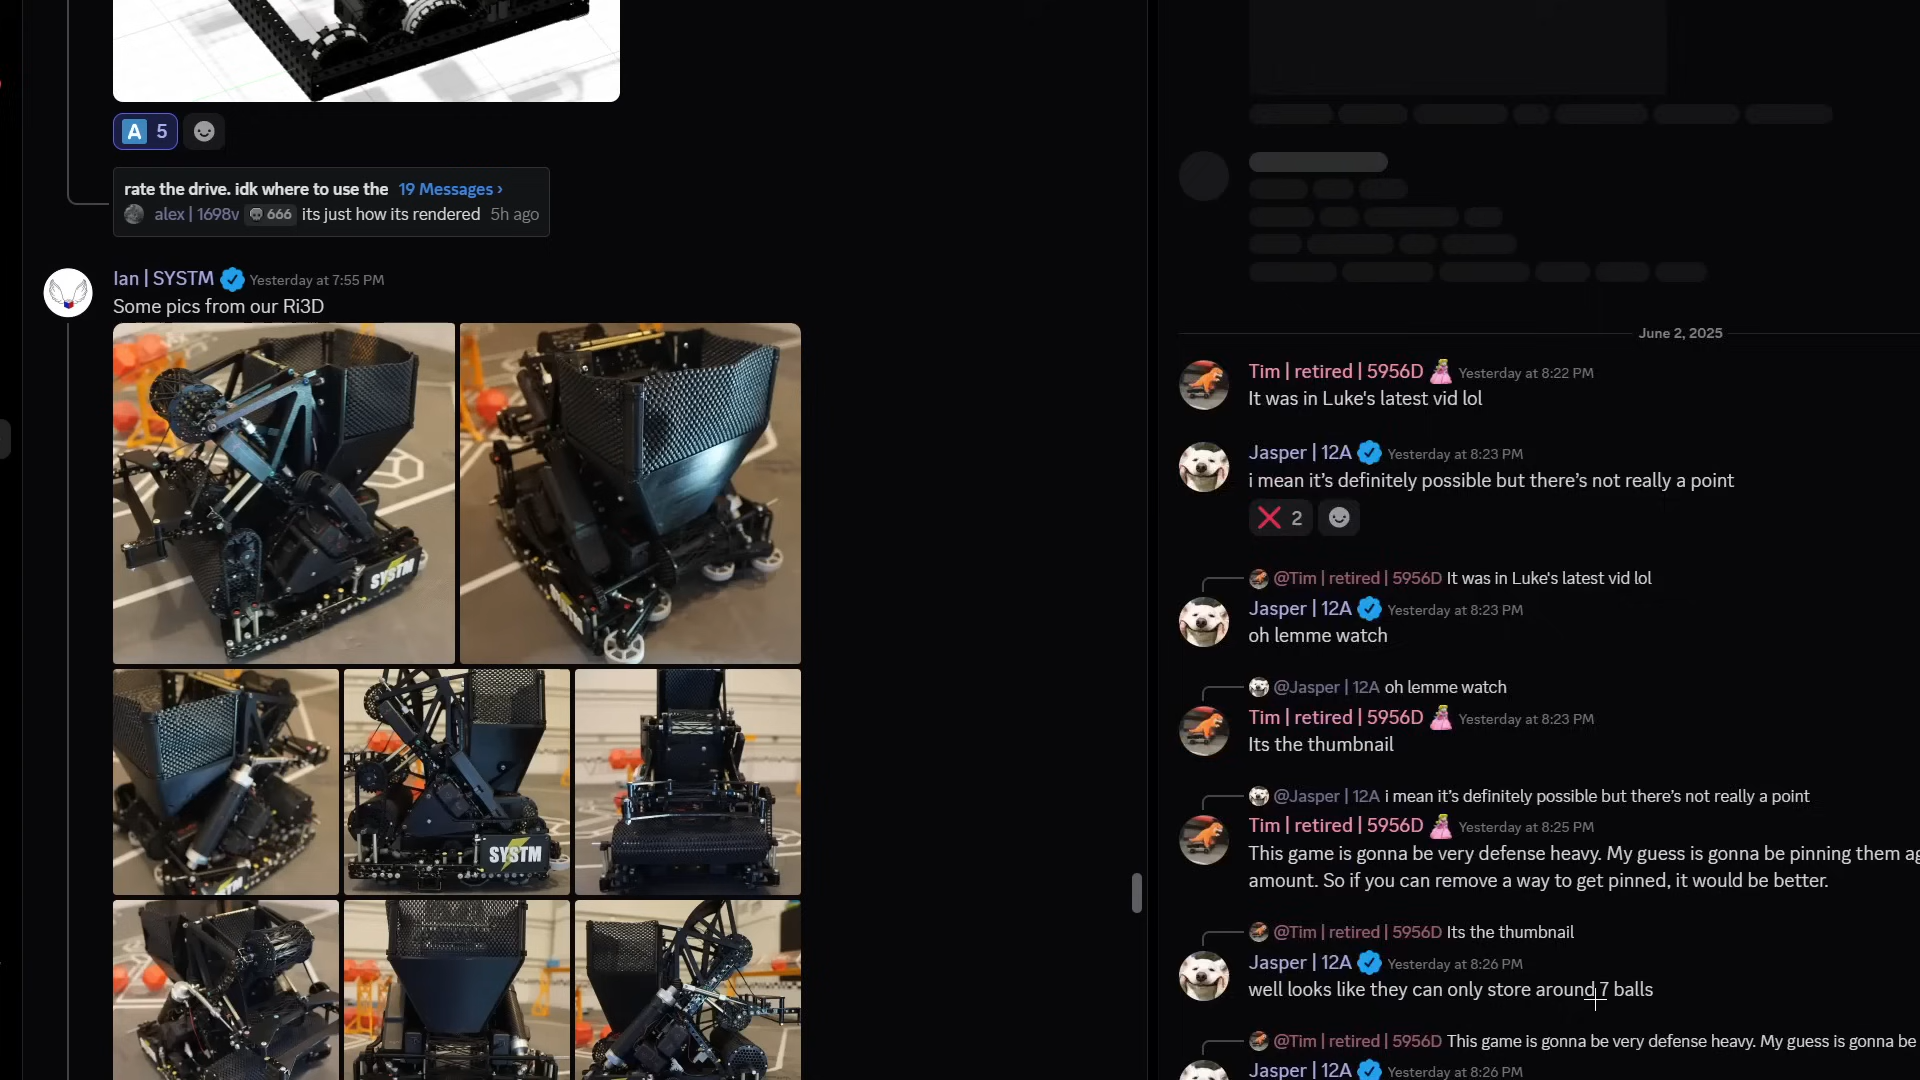 5
rate the drive. idk where to use the 19 Messages ›
alex | 1698v 666 its just how its rendered 5h ago
Ian | SYSTM Yesterday at 7:55 PM
Some pics from our Ri3D
SYSTM
SYSTM
June 2, 2025
Tim | retired | 5956D Yesterday at 8:22 PM
It was in Luke's latest vid lol
Jasper | 12A Yesterday at 8:23 PM
i mean it’s definitely possible but there’s not really a point
2
@Tim | retired | 5956D It was in Luke's latest vid lol
Jasper | 12A Yesterday at 8:23 PM
oh lemme watch
@Jasper | 12A oh lemme watch
Tim | retired | 5956D Yesterday at 8:23 PM
Its the thumbnail
@Jasper | 12A i mean it’s definitely possible but there’s not really a point
Tim | retired | 5956D Yesterday at 8:25 PM
This game is gonna be very defense heavy. My guess is gonna be pinning them
amount. So if you can remove a way to get pinned, it would be better.
@Tim | retired | 5956D Its the thumbnail
Jasper | 12A Yesterday at 8:26 PM
well looks like they can only store around 7 balls
@Tim | retired | 5956D This game is gonna be very defense heavy. My guess is gonna be
Jasper | 12A Yesterday at 8:26 PM